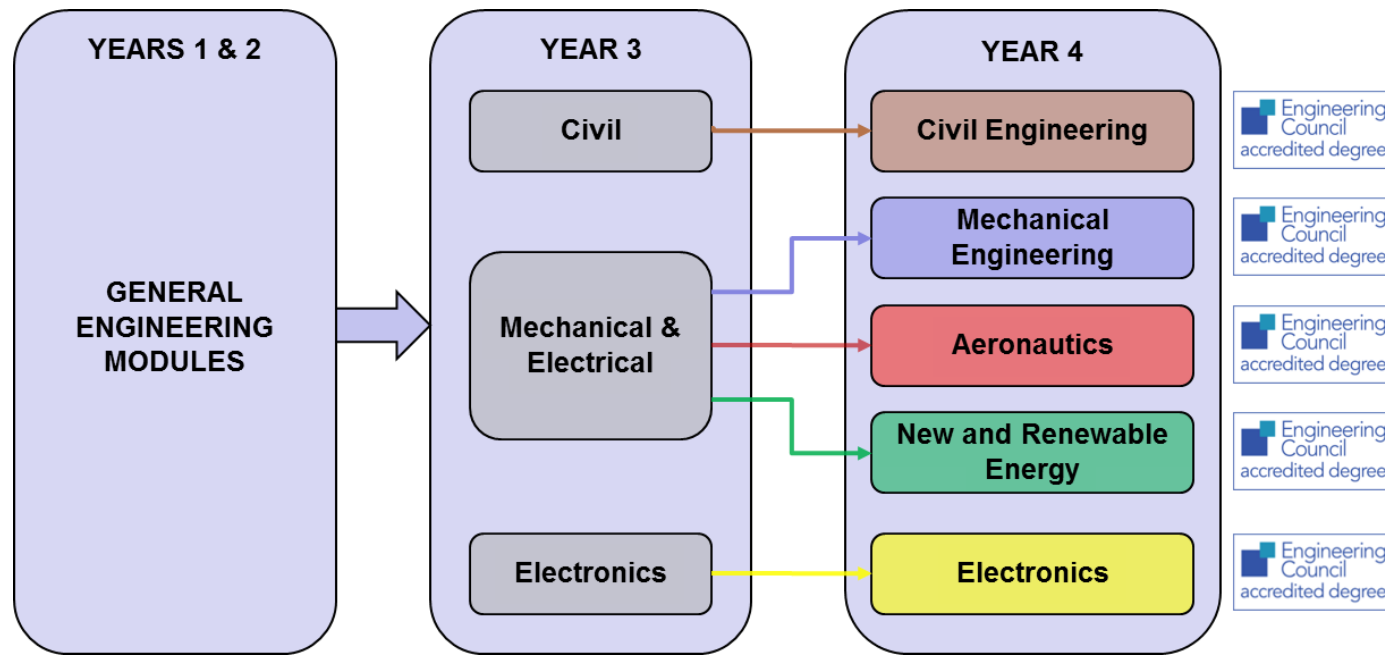 YEARS 1 & 2
GENERAL
ENGINEERING
MODULES
YEAR 3
Civil
Mechanical &
Electrical
Electronics
YEAR 4
Civil Engineering
Mechanical
Engineering
Aeronautics
New and Renewable
Energy
Electronics
Engineering
Council
accredited degree
Engineering
Council
accredited degree
Engineering
Council
accredited degree
Engineering
Council
accredited degree
Engineering
Council
accredited degree